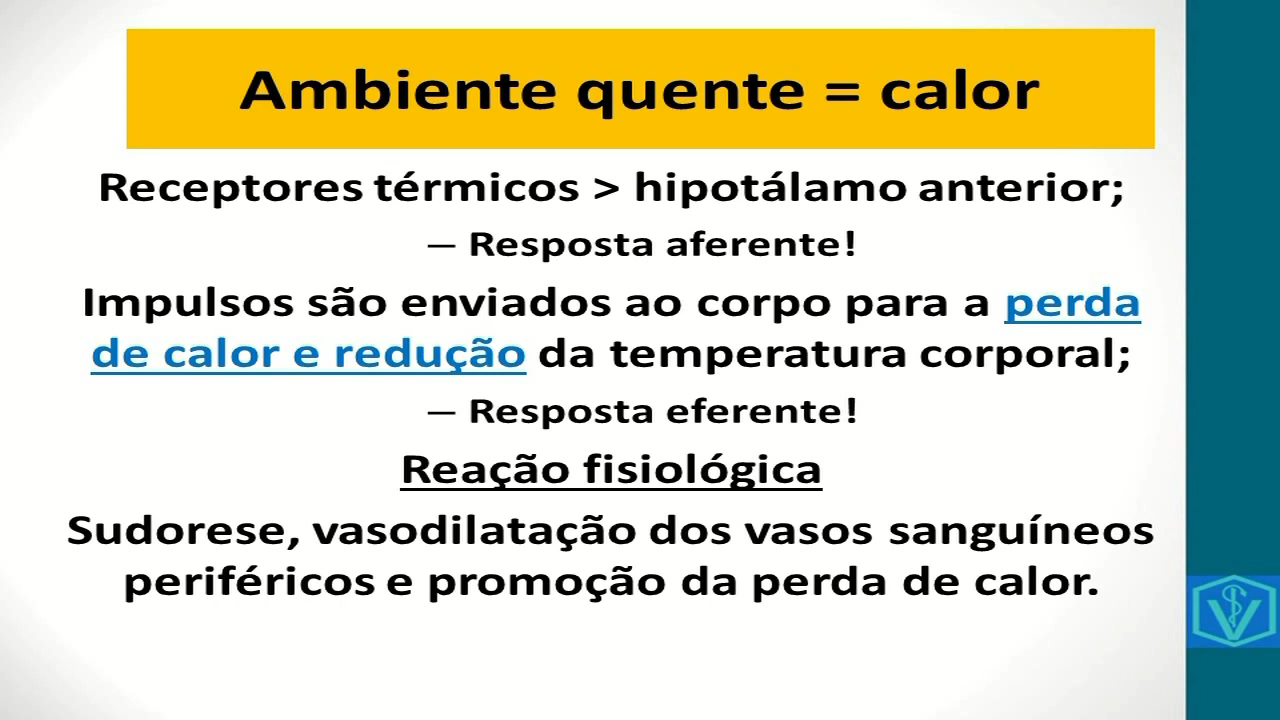 Ambiente quente = calor
Receptores térmicos > hipotálamo anterior;
– Resposta aferente!
Impulsos são enviados ao corpo para a perda
de calor e redução da temperatura corporal;
– Resposta eferente!
Reação fisiológica
Sudorese, vasodilatação dos vasos sanguíneos
periféricos e promoção da perda de calor.